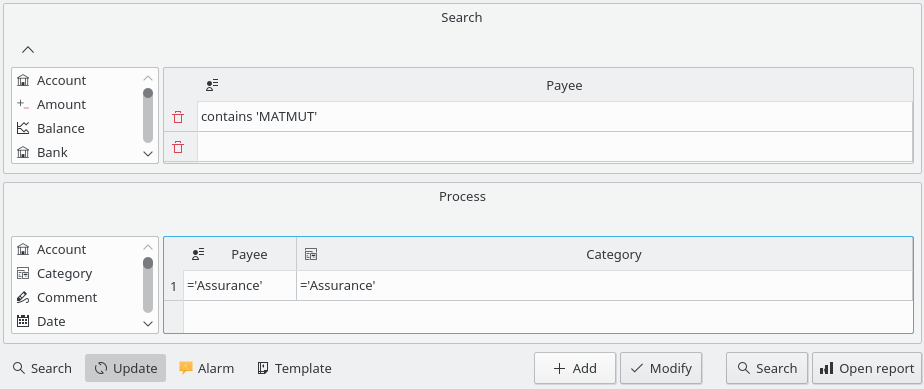 Search
Account
Amount
Balance
Bank
Payee
contains 'MATMUT'
Process
Account
Category
Comment
Date
Payee Category
1 ='Assurance' ='Assurance'
Search Update Alarm Template Add Modify Search Open report